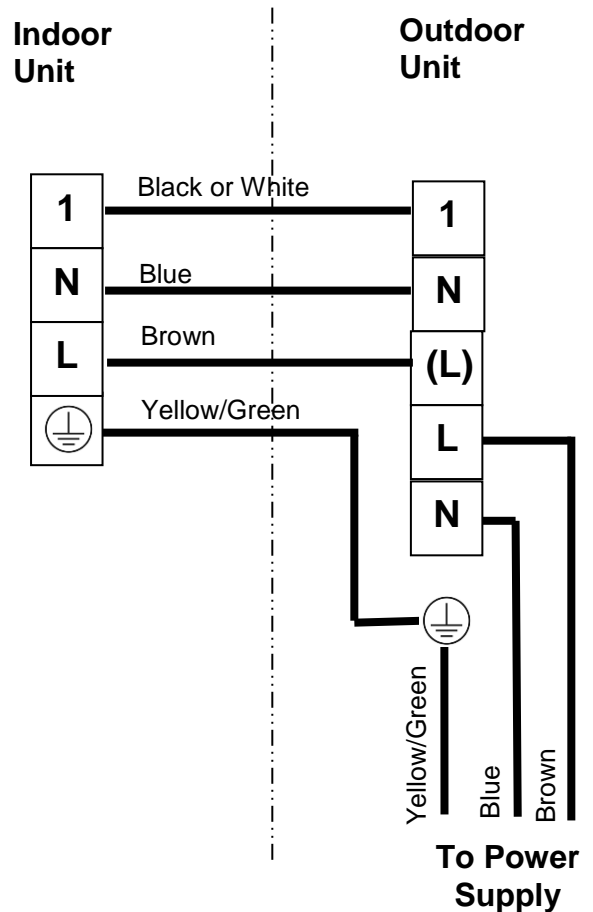 Indoor
Unit
Outdoor
Unit
1
Black or White
1
N
Blue
N
L
Brown
(L)
Yellow/Green
L
N
Yellow/Green
Blue
Brown
To Power
Supply